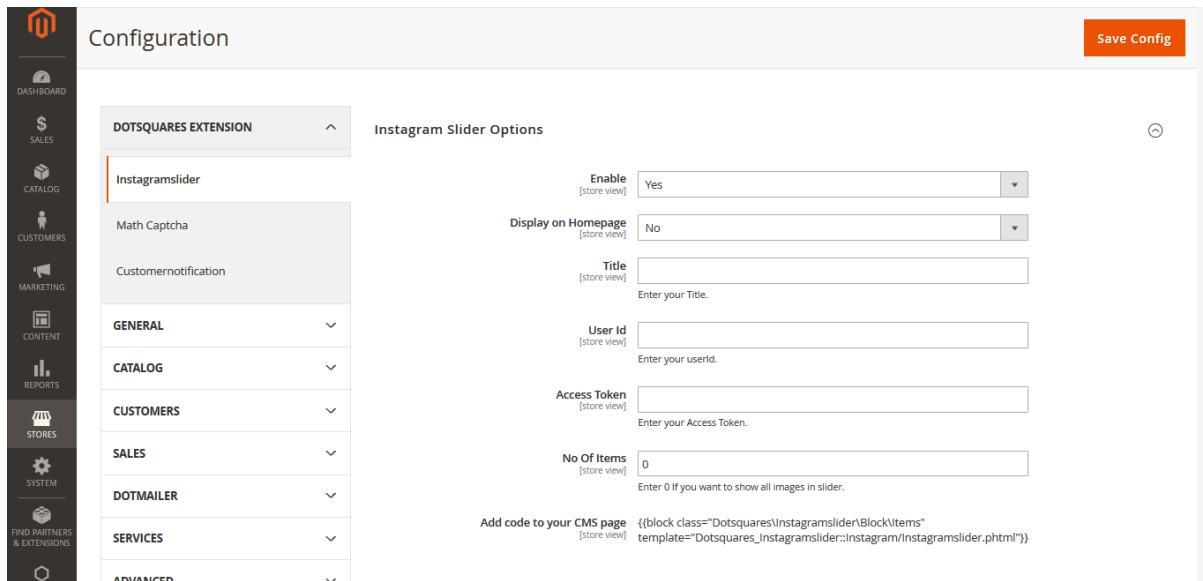 Configuration
Save Config
DASHBOARD
$
SALES
CATALOG
CUSTOMERS
MARKETING
CONTENT
REPORTS
STORES
SYSTEM
FIND PARTNERS
& EXTENSIONS
DOTSQUARES EXTENSION
Instagramslider
Math Captcha
Customernotification
GENERAL
CATALOG
CUSTOMERS
SALES
DOTMAILER
SERVICES
ADVANCED
Instagram Slider Options
Enable
[store view]
Yes
Display on Homepage
[store view]
No
Title
[store view]
Enter your Title.
User Id
[store view]
Enter your userId.
Access Token
[store view]
Enter your Access Token.
No Of Items
[store view]
0
Enter 0 If you want to show all images in slider.
Add code to your CMS page
[store view]
{{block class="Dotsquares\Instagramslider\Block\Items"
template="Dotsquares_Instagramslider::Instagram/Instagramslider.phtml"}}